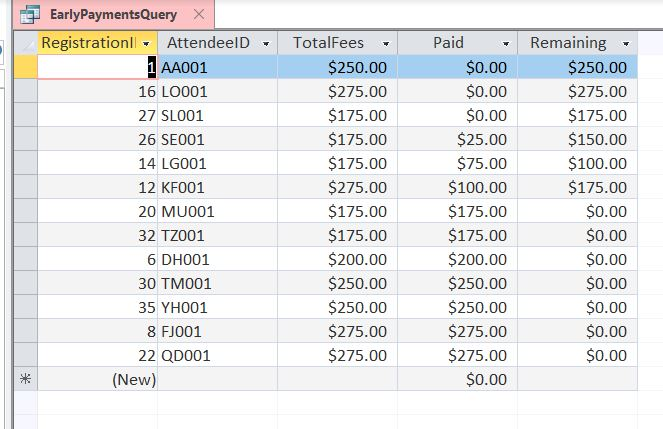 EarlyPaymentsQuery
RegistrationI AttendeeID TotalFees Paid Remaining
1 AA001 $250.00 $0.00 $250.00
16 LO001 $275.00 $0.00 $275.00
27 SL001 $175.00 $0.00 $175.00
26 SE001 $175.00 $25.00 $150.00
14 LG001 $175.00 $75.00 $100.00
12 KF001 $275.00 $100.00 $175.00
20 MU001 $175.00 $175.00 $0.00
32 TZ001 $175.00 $175.00 $0.00
6 DH001 $200.00 $200.00 $0.00
30 TM001 $250.00 $250.00 $0.00
35 YH001 $250.00 $250.00 $0.00
8 FJ001 $275.00 $275.00 $0.00
22 QD001 $275.00 $275.00 $0.00
(New) $0.00